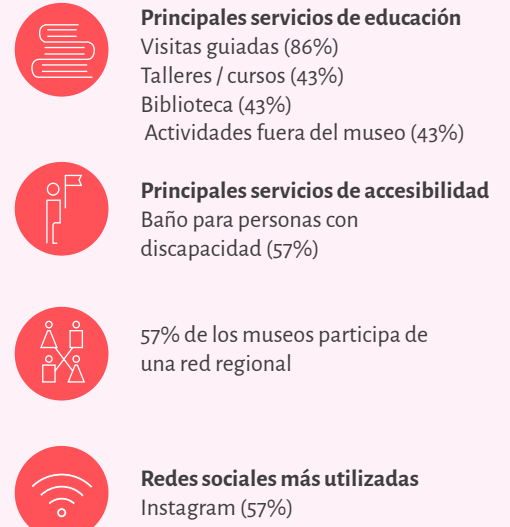 Principales servicios de educación
Visitas guiadas (86%)
Talleres / cursos (43%)
Biblioteca (43%)
Actividades fuera del museo (43%)
Principales servicios de accesibilidad
Baño para personas con
discapacidad (57%)
57% de los museos participa de
una red regional
Redes sociales más utilizadas
Instagram (57%)